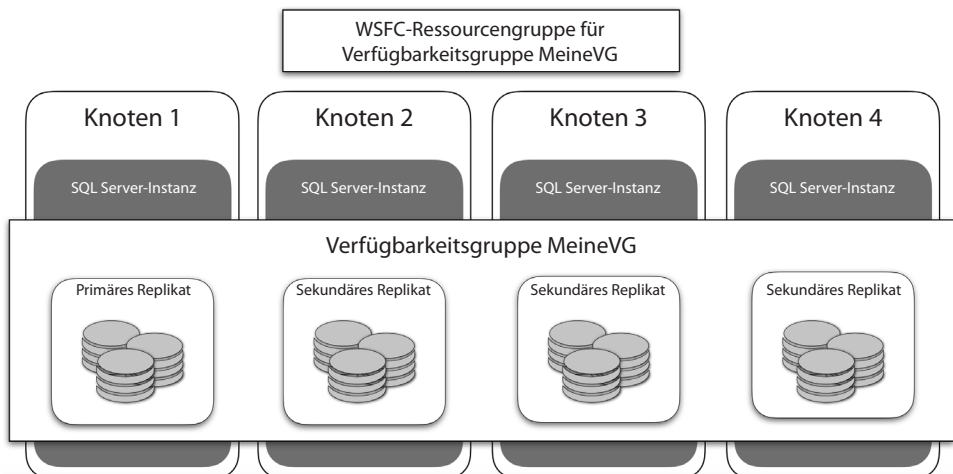 WSFC-Ressourcengruppe für
Verfügbarkeitsgruppe MeineVG
Knoten 1
Knoten 2
Knoten 3
Knoten 4
SQL Server-Instanz
SQL Server-Instanz
SQL Server-Instanz
SQL Server-Instanz
Verfügbarkeitsgruppe MeineVG
Primäres Replikat
Sekundäres Replikat
Sekundäres Replikat
Sekundäres Replikat